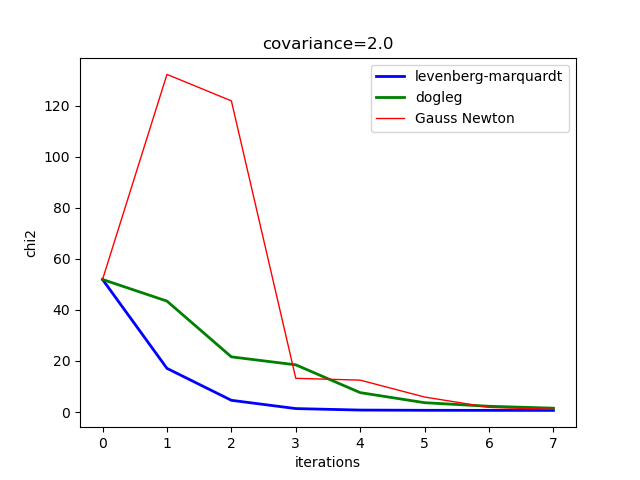 covariance=2.0
levenberg-marquardt
dogleg
Gauss Newton
120
100
80
60
40
20
0
chi2
0 1 2 3 4 5 6 7
iterations